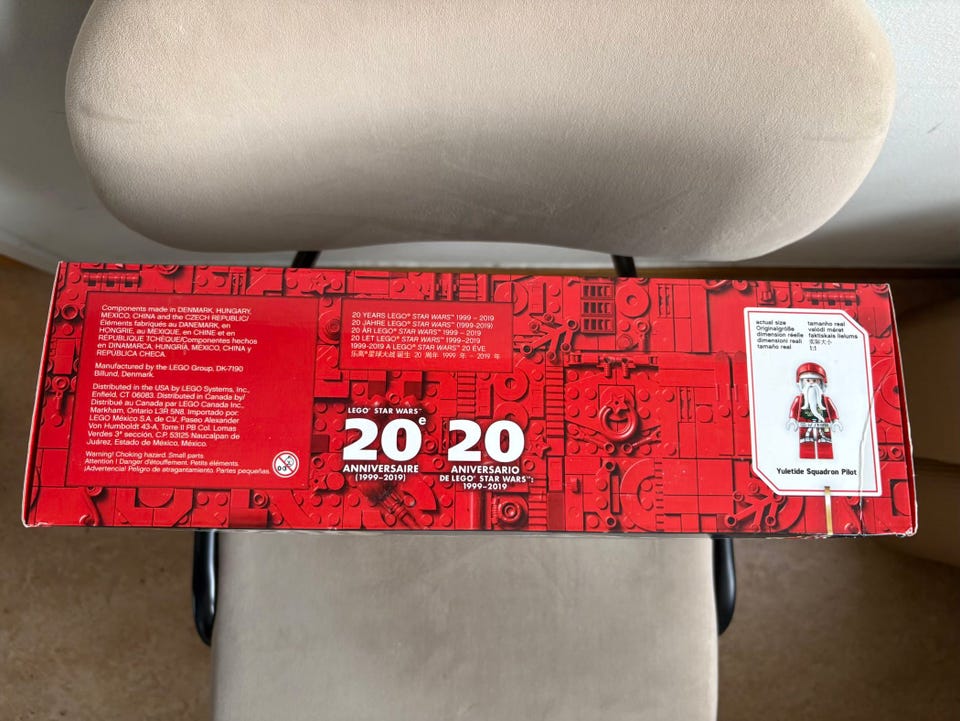 Components made in DENMARK, HUNGARY,
MEXICO, CHINA and the CZECH REPUBLIC/
Éléments fabriqués au DANEMARK, en
HONGRIE, au MEXIQUE, en CHINE et en
RÉPUBLIQUE TCHÈQUE/Componentes hechos
en DINAMARCA, HUNGRÍA, MÉXICO, CHINA y
REPÚBLICA CHECA.
Manufactured by the LEGO Group, DK-7190
Billund, Denmark.
Distributed in the USA by LEGO Systems, Inc.,
Enfield, CT 06083. Distributed in Canada by/
Distribué au Canada par LEGO Canada Inc.,
Markham, Ontario L3R 5N8. Importado por:
LEGO México S.A. de C.V., Paseo Alexander
Von Humboldt 43-A, Torre II PB Col. Lomas
Verdes 3ª sección, C.P. 53125 Naucalpan de
Juárez, Estado de México, México.
Warning! Choking hazard. Small parts.
Attention ! Danger d'étouffement. Petits éléments.
¡Advertencia! Peligro de atragantamiento. Partes pequeñas.
0-3
20 YEARS LEGO® STAR WARS™ 1999 – 2019
20 JAHRE LEGO® STAR WARS™ (1999-2019)
20 ÅR LEGO® STAR WARS™ 1999 – 2019
20 LET LEGO® STAR WARS™ 1999 – 2019
1999-2019 A LEGO® STAR WARS™ 20 ÉVE
乐高®星球大战 诞生 20 周年 1999 年 - 2019 年
LEGO® STAR WARS™
20e
ANNIVERSAIRE
(1999–2019)
20
ANIVERSARIO
DE LEGO® STAR WARS™:
1999–2019
actual size
Originalgröße
dimension réelle
dimensioni reali
tamaño real
tamanho real
valódi méret
faktiskais lielums
实际大小
1:1
Yuletide Squadron Pilot